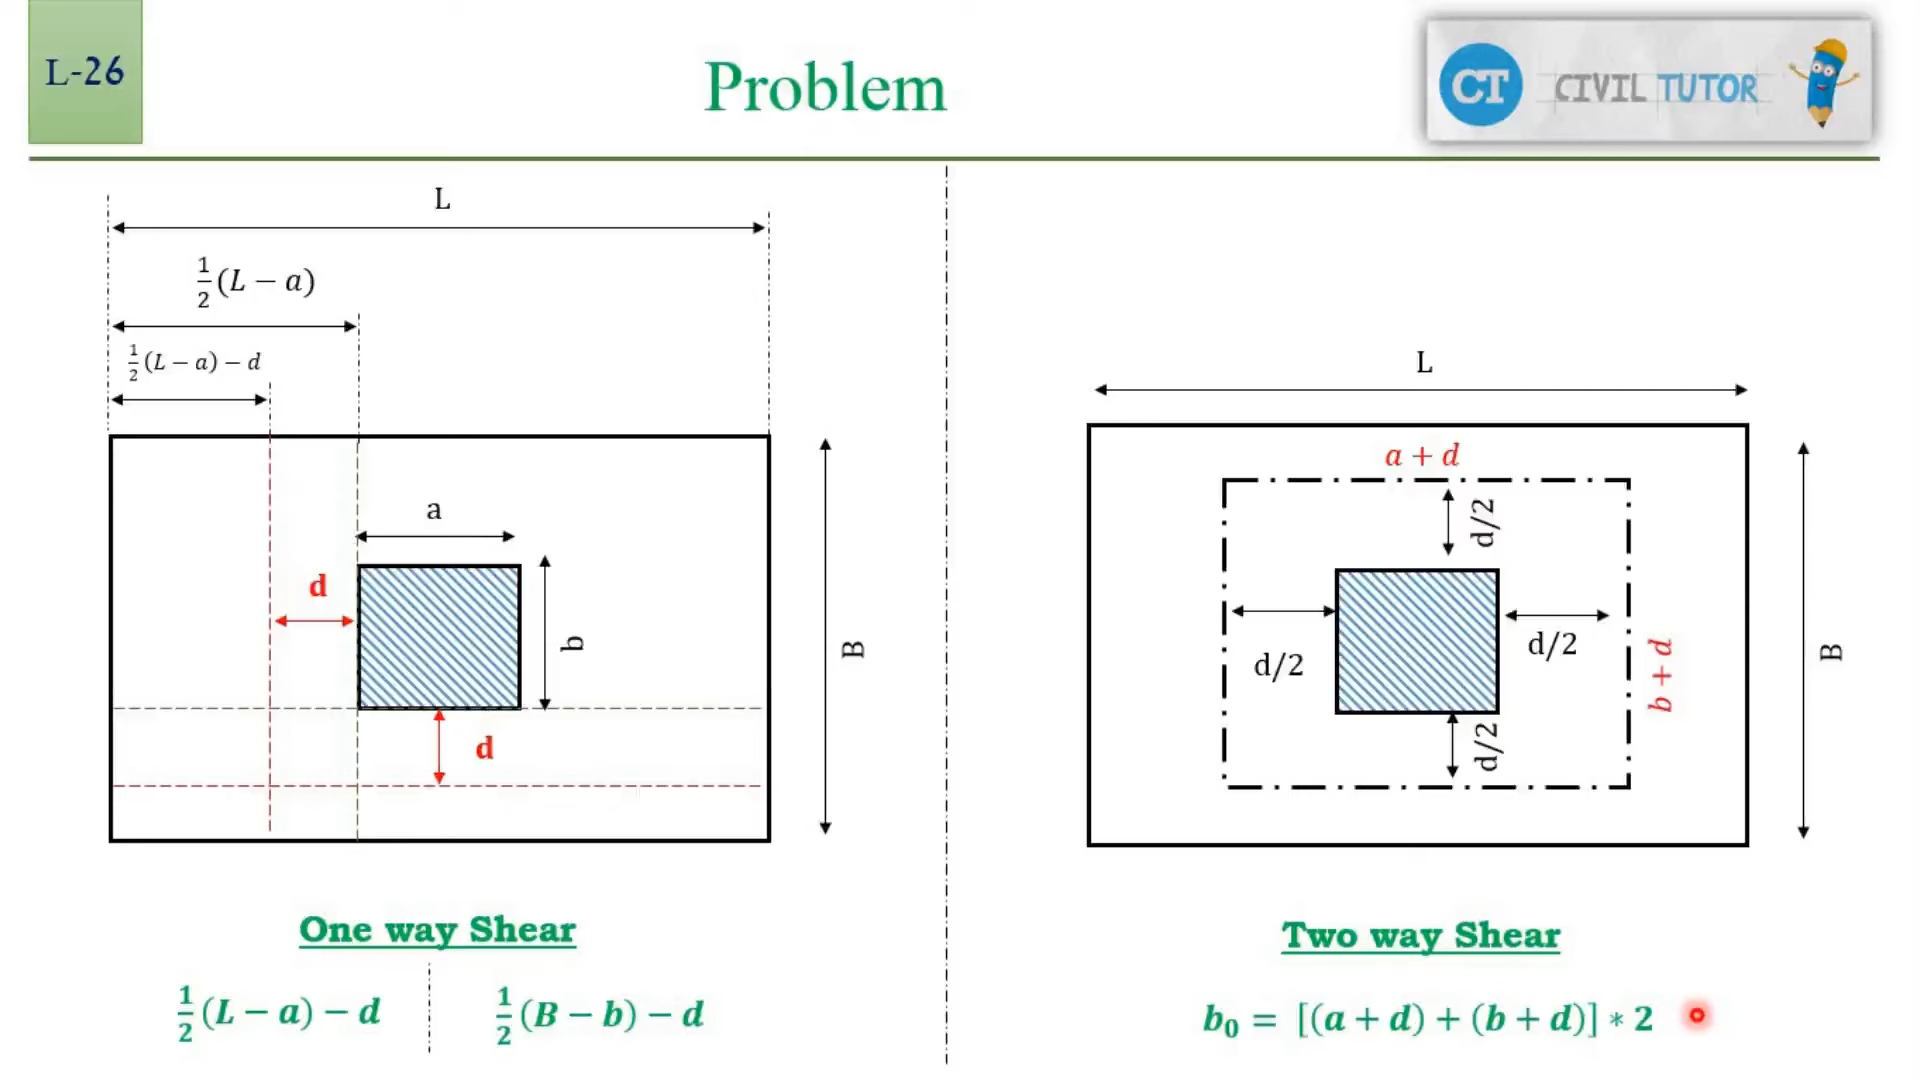 L-26
Problem
CT CIVIL TUTOR
L
½(L − a)
½(L − a) − d
a
d
b
B
d
One way Shear
½(L − a) − d
½(B − b) − d
L
a + d
d/2
d/2
d/2
b + d
B
d/2
Two way Shear
b₀ = [(a + d) + (b + d)] ∗ 2